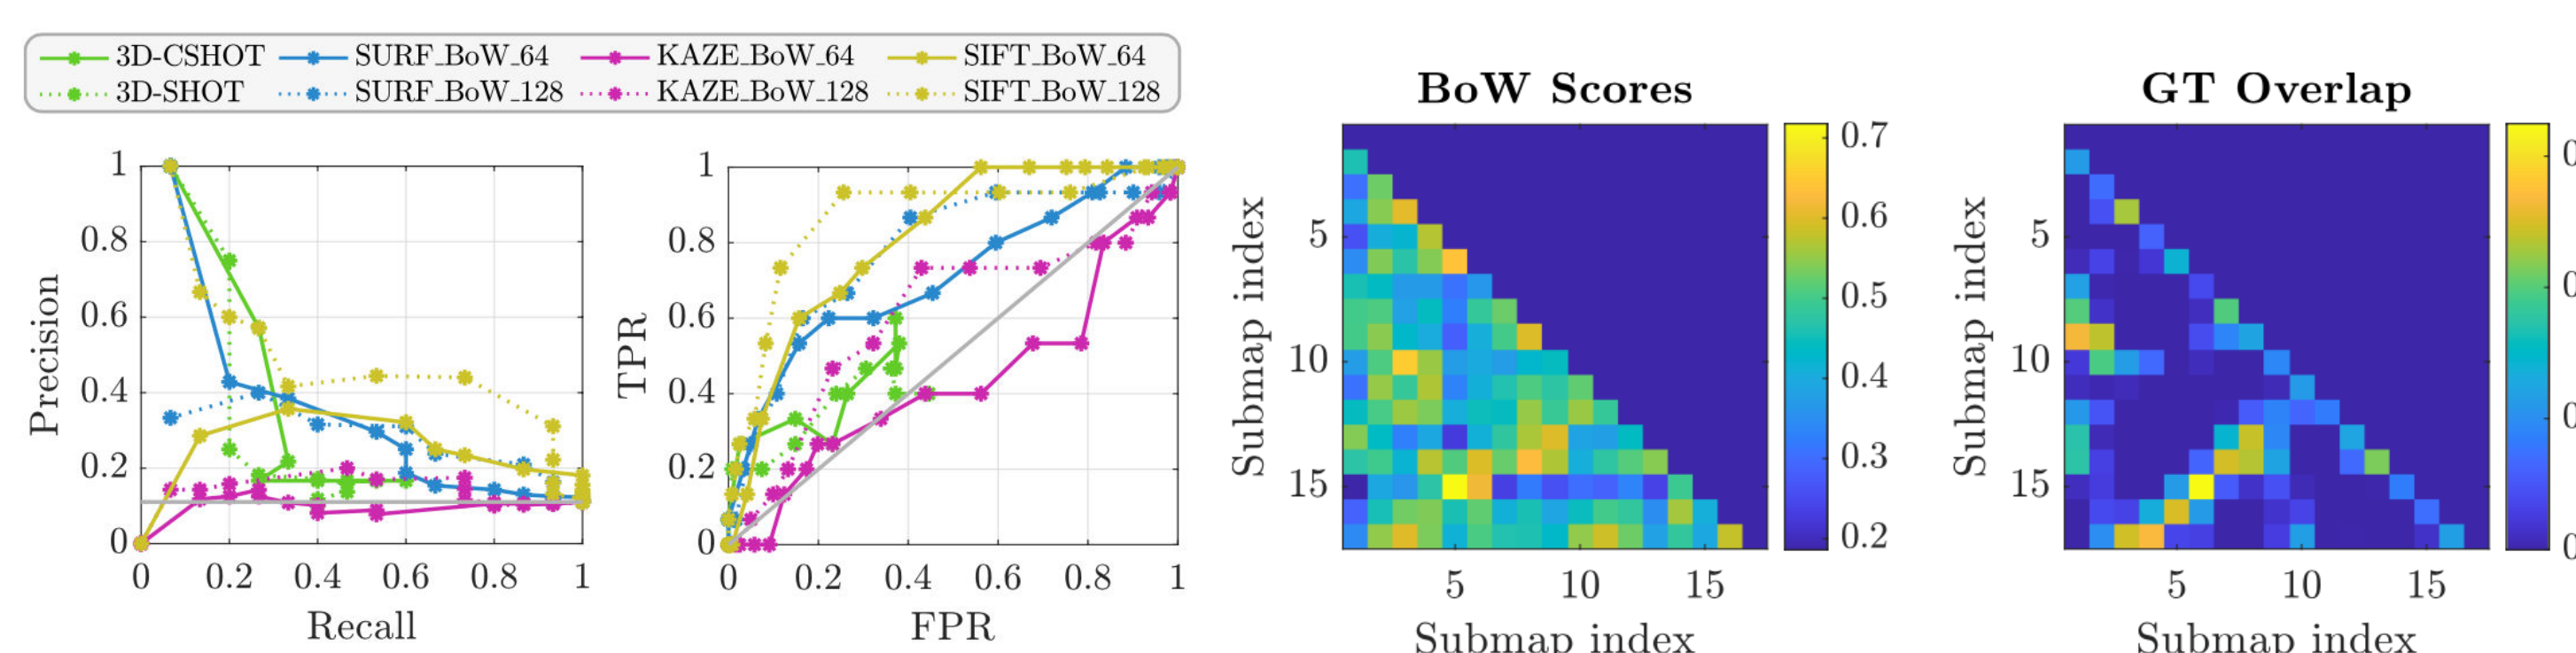 3D-CSHOT SURF_BoW_64 KAZE_BoW_64 SIFT_BoW_64
3D-SHOT SURF_BoW_128 KAZE_BoW_128 SIFT_BoW_128
Precision
1
0.8
0.6
0.4
0.2
0
0 0.2 0.4 0.6 0.8 1
Recall
TPR
1
0.8
0.6
0.4
0.2
0
0 0.2 0.4 0.6 0.8 1
FPR
BoW Scores
Submap index
5
10
15
5 10 15
Submap index
0.7
0.6
0.5
0.4
0.3
0.2
GT Overlap
Submap index
5
10
15
5 10 15
Submap index